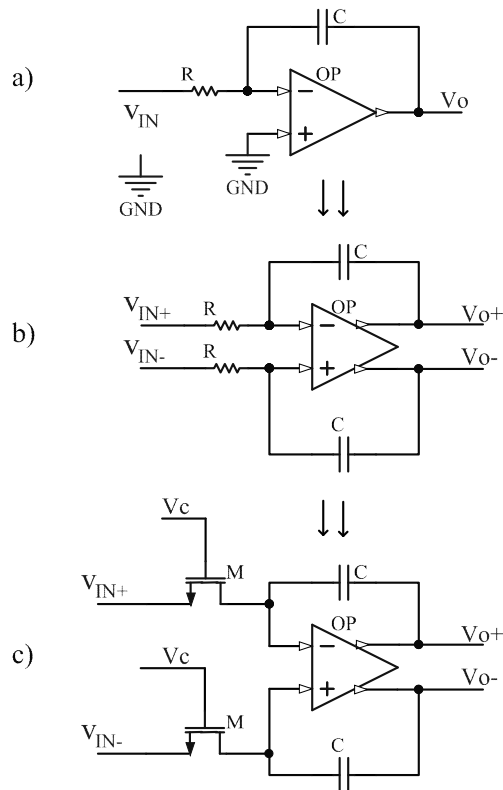 a)
C
R
OP
−
+
V_IN
Vo
GND
GND
b)
C
V_IN+
R
OP
−
Vo+
V_IN-
R
+
Vo-
C
c)
Vc
M
C
V_IN+
OP
−
Vo+
Vc
+
Vo-
M
C
V_IN-